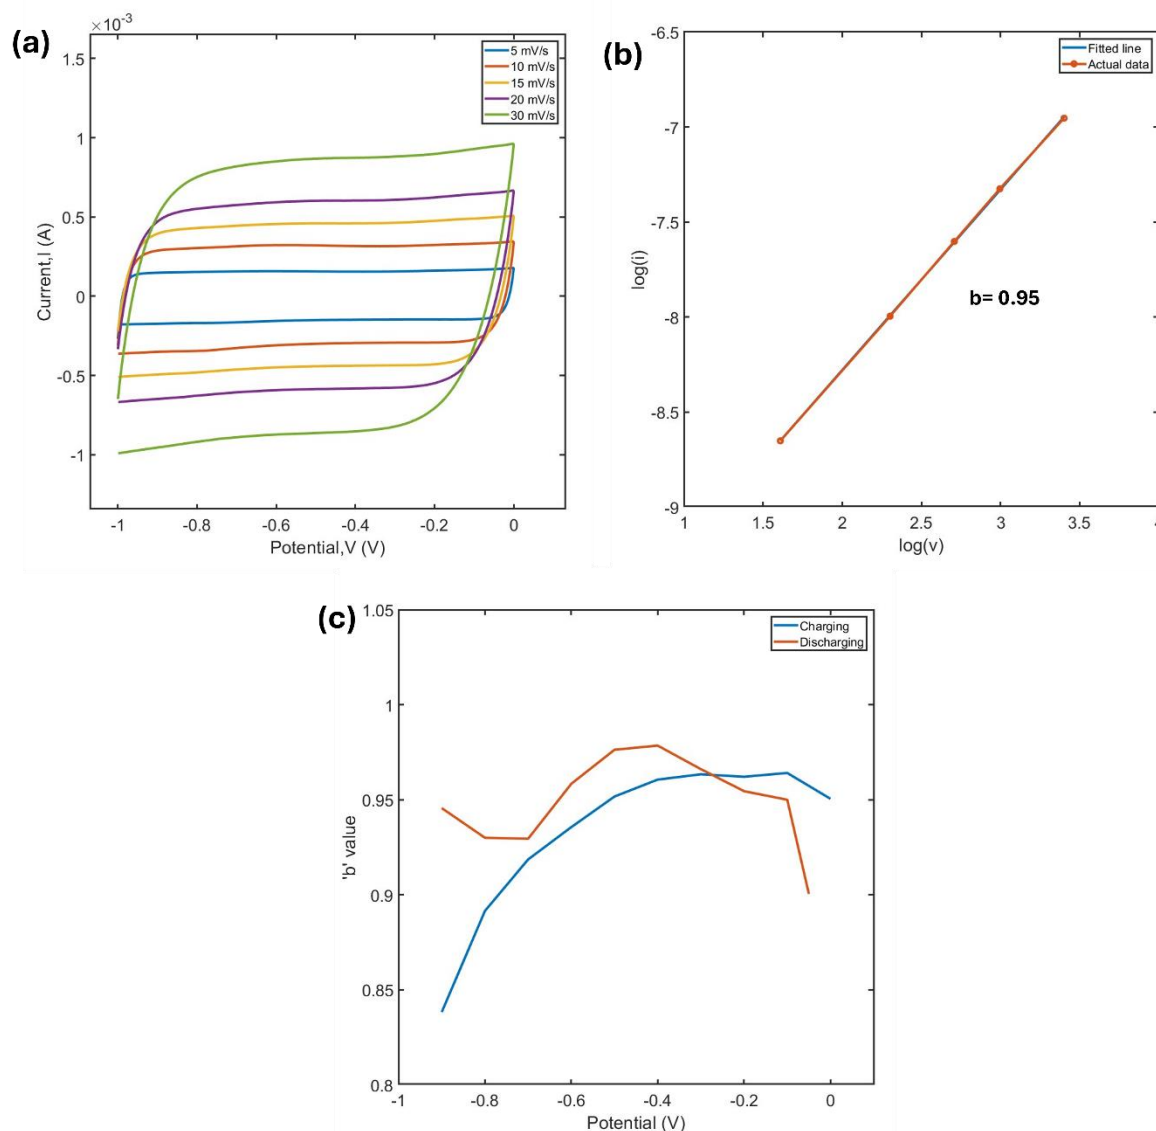 (a)
×10⁻³
1.5
1
0.5
0
-0.5
-1
Current,I (A)
-1 -0.8 -0.6 -0.4 -0.2 0
Potential,V (V)
5 mV/s
10 mV/s
15 mV/s
20 mV/s
30 mV/s
(b)
-6.5
-7
-7.5
-8
-8.5
-9
log(i)
1 1.5 2 2.5 3 3.5
log(v)
Fitted line
Actual data
b= 0.95
(c)
1.05
1
0.95
0.9
0.85
0.8
'b' value
-1 -0.8 -0.6 -0.4 -0.2 0
Potential (V)
Charging
Discharging